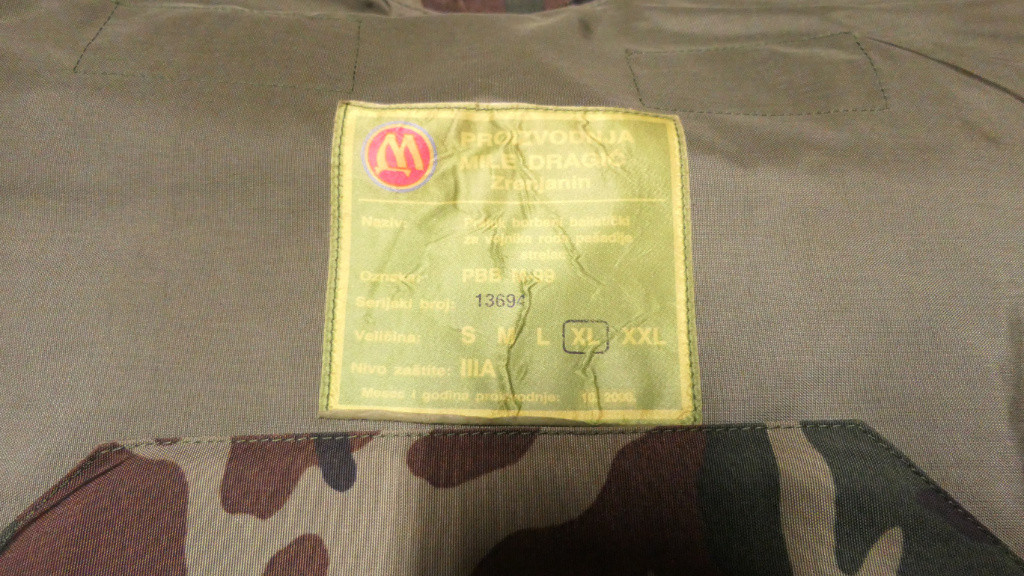 M
PROIZVODNJA
MILE DRAGIĆ
Zrenjanin
Naziv: Prsluk borbeni balistički
za vojnika roda pešadije
strelac
Oznaka: PBB M-99
Serijski broj: 13694
Veličina: S M L XL XXL
Nivo zaštite: IIIA
Mesec i godina proizvodnje: 10. 2000.